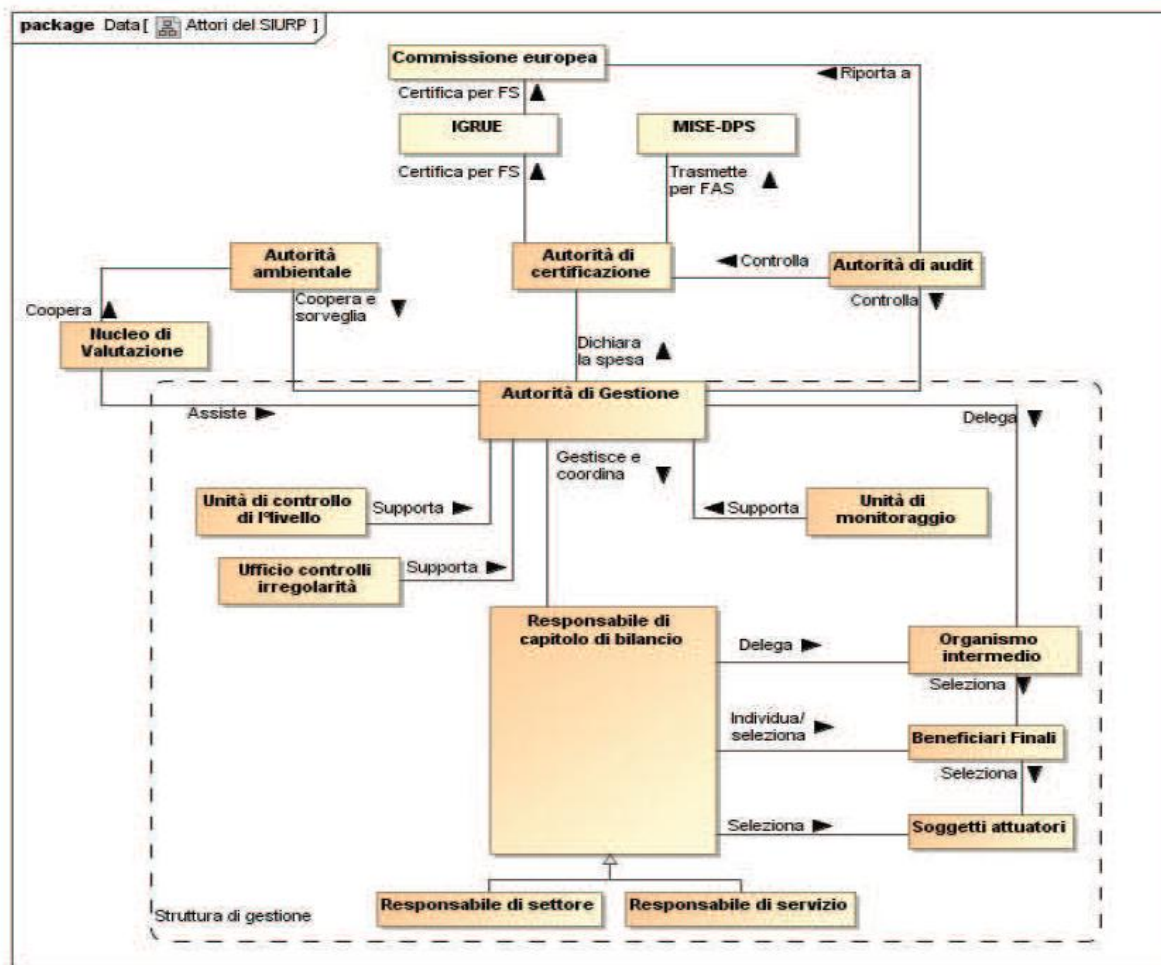 package Data [ Attori del SIURP ]
Commissione europea
Riporta a
Certifica per FS
IGRUE
MISE-DPS
Certifica per FS
Trasmette
per FAS
Autorità
ambientale
Autorità di
certificazione
Controlla
Autorità di audit
Coopera
Coopera e
sorveglia
Controlla
Nucleo di
Valutazione
Dichiara
la spesa
Autorità di Gestione
Assiste
Delega
Gestisce e
coordina
Unità di controllo
di I°livello
Supporta
Supporta
Unità di
monitoraggio
Ufficio controlli
irregolarità
Supporta
Responsabile di
capitolo di bilancio
Delega
Organismo
intermedio
Seleziona
Individua/
seleziona
Beneficiari Finali
Seleziona
Seleziona
Soggetti attuatori
Responsabile di settore
Responsabile di servizio
Struttura di gestione